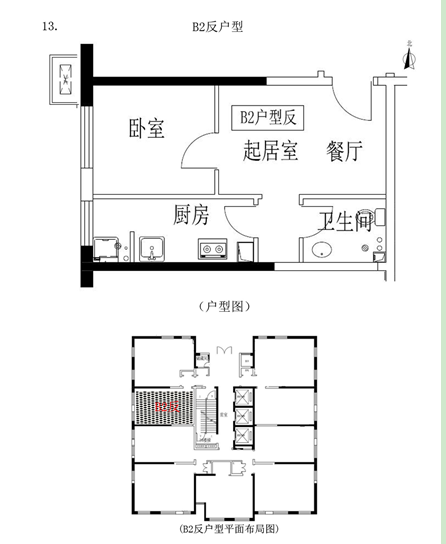 13.
B2反户型
北
B2户型反
卧室
起居室 餐厅
厨房
卫生间
（户型图）
(B2反户型平面布局图)